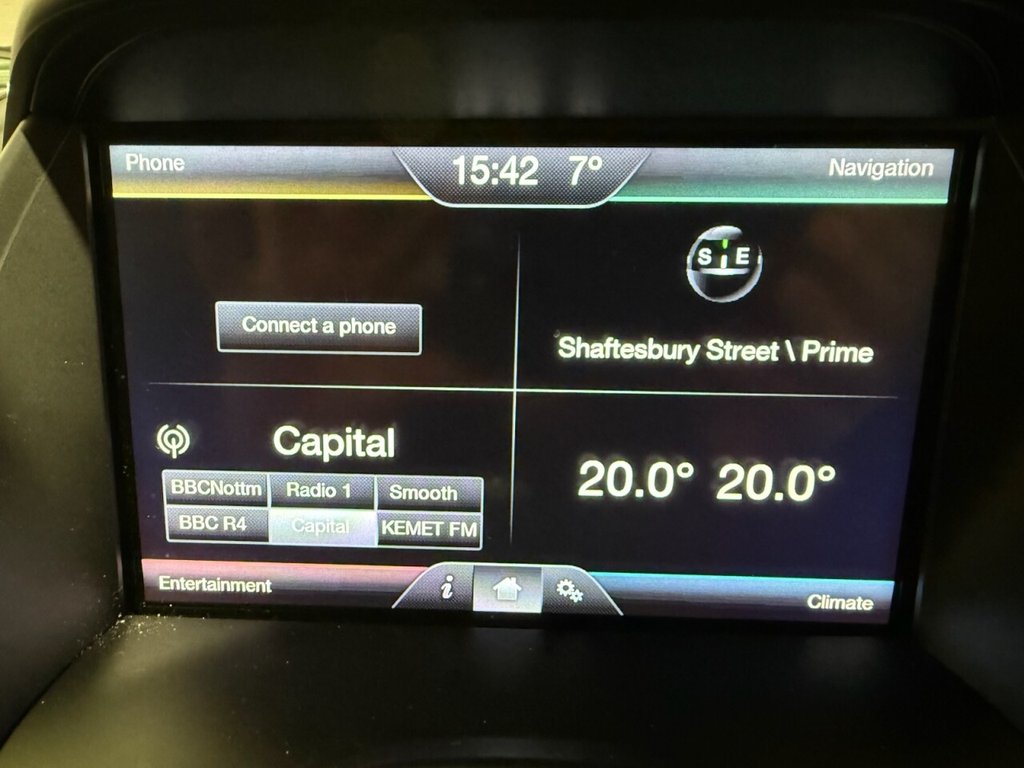 Phone
15:42 7°
Navigation
S E
Connect a phone
Shaftesbury Street \ Prime
Capital
BBCNottm Radio 1 Smooth
BBC R4 Capital KEMET FM
20.0° 20.0°
Entertainment
i
Climate